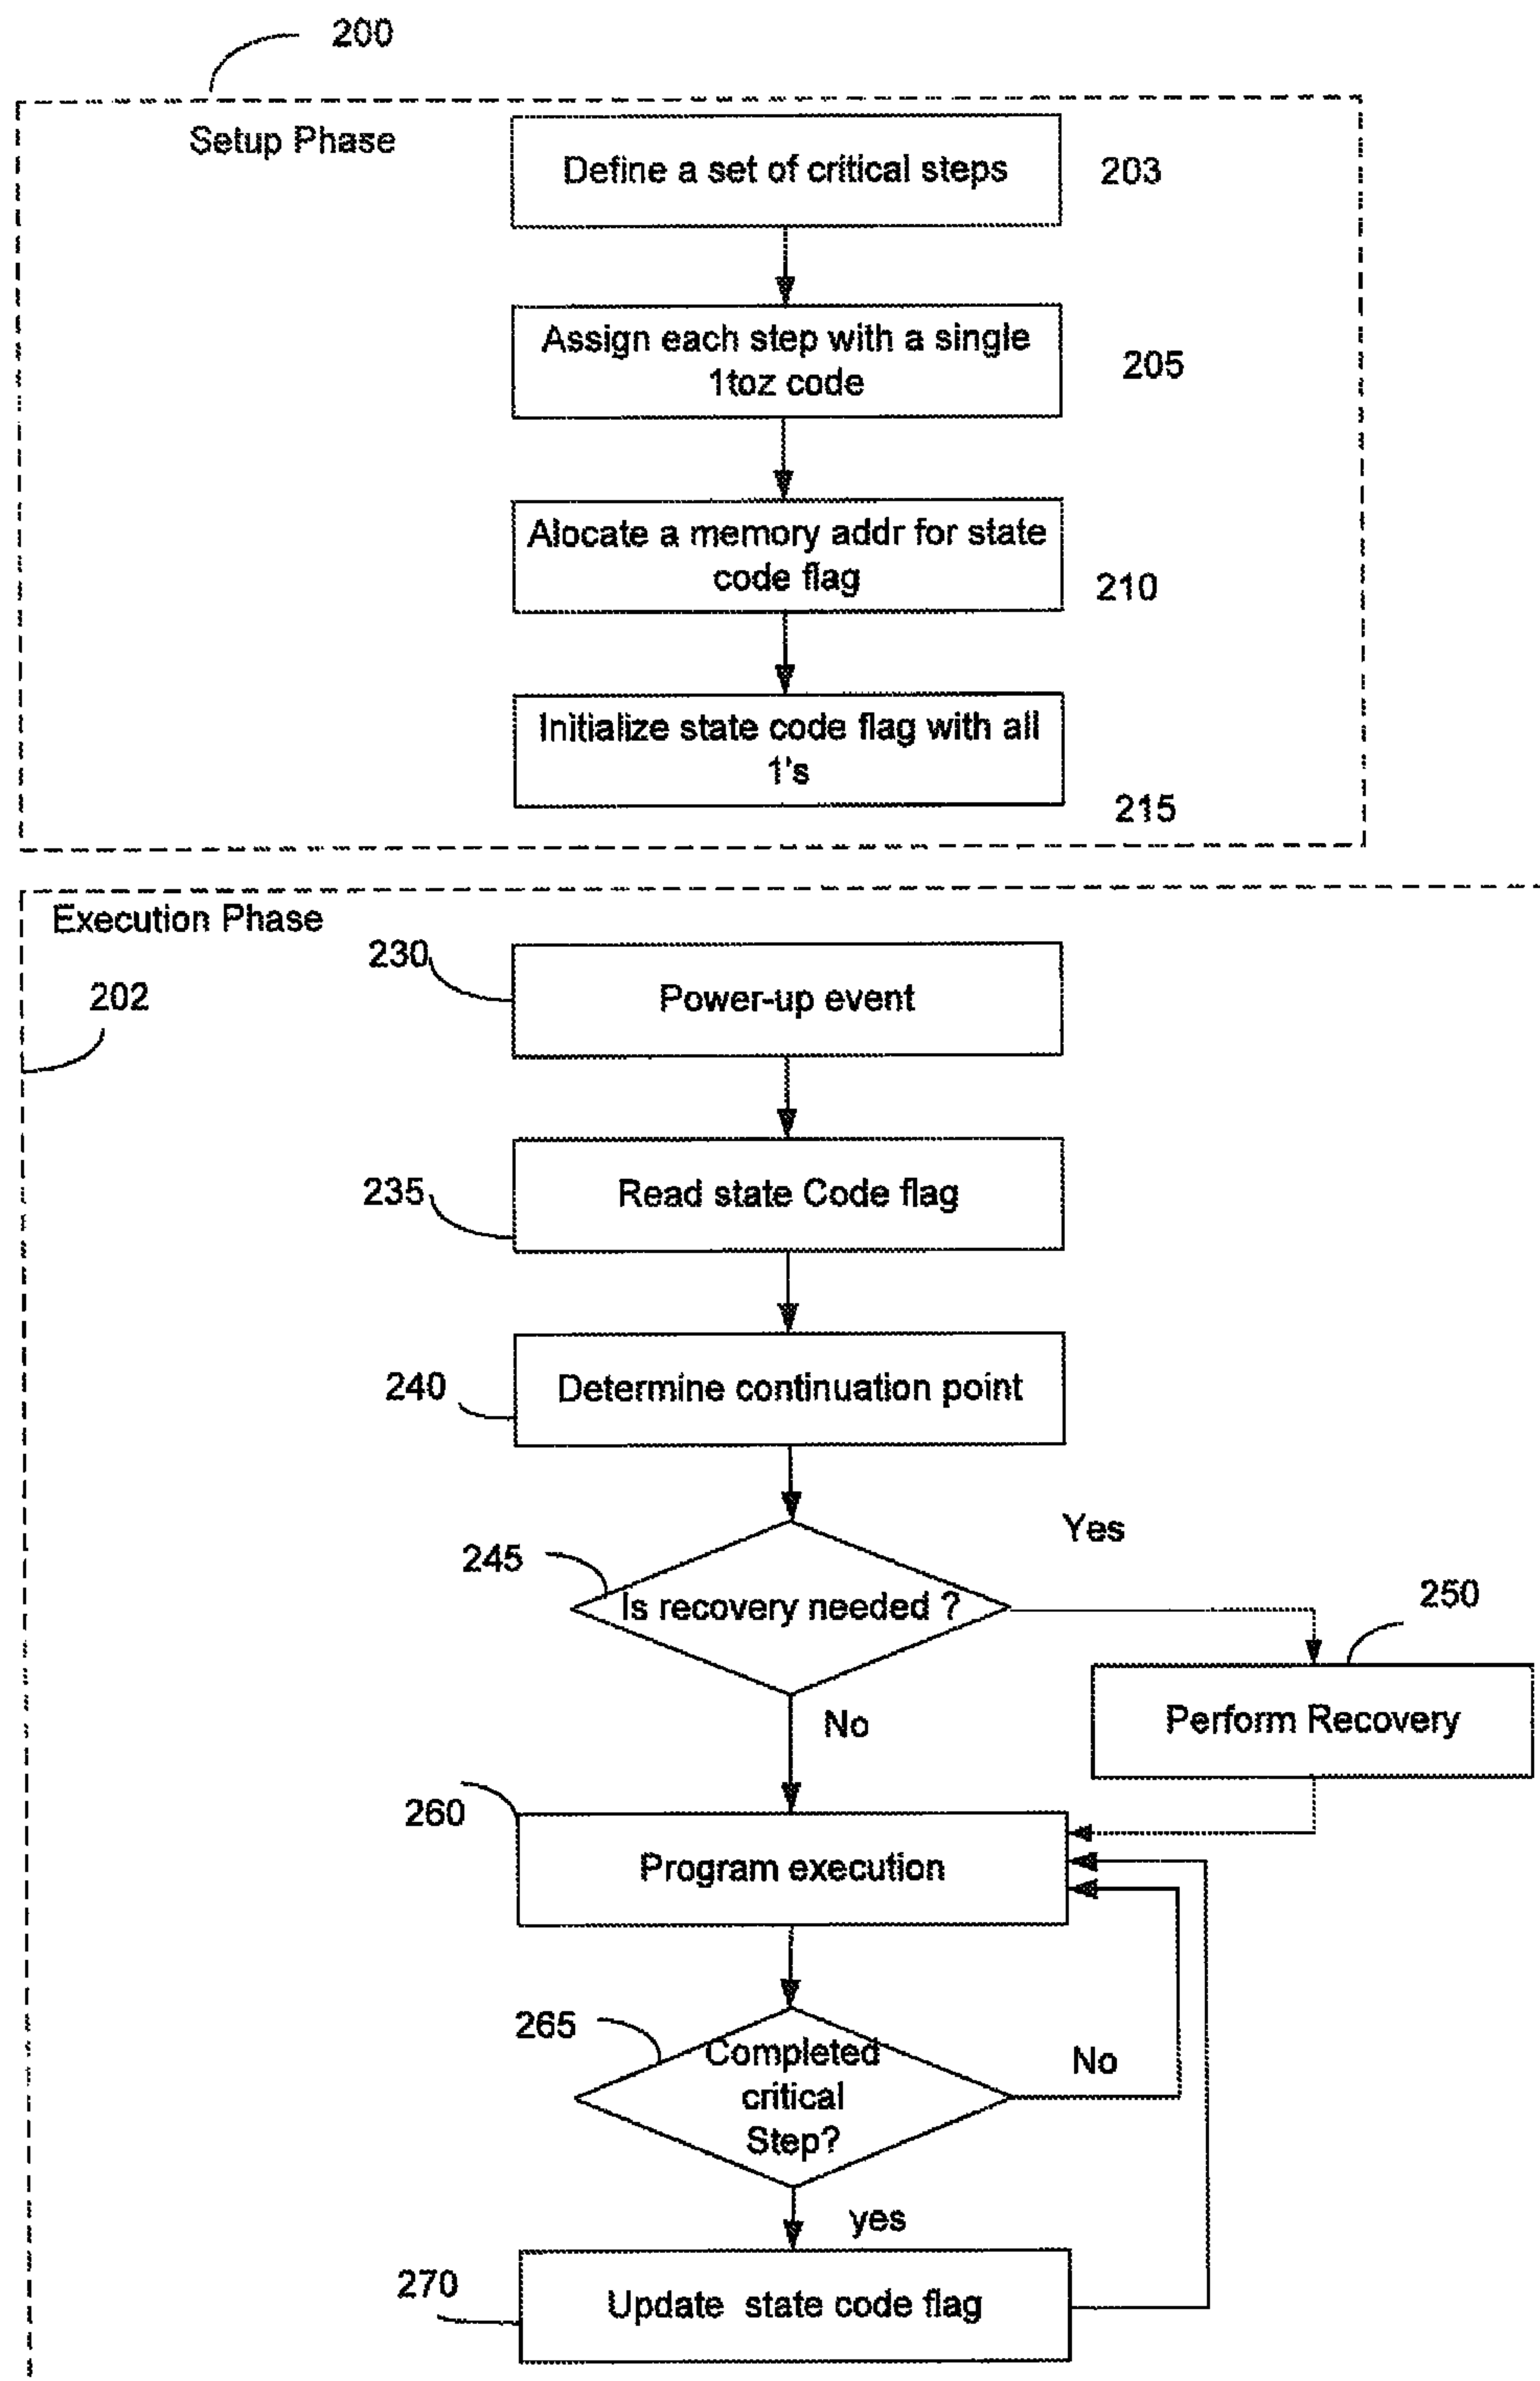 200
Setup Phase
Define a set of critical steps
203
Assign each step with a single
1toz code
205
Alocate a memory addr for state
code flag
210
Initialize state code flag with all
1's
215
Execution Phase
230
Power-up event
202
235
Read state Code flag
240
Determine continuation point
Yes
245
Is recovery needed ?
250
Perform Recovery
No
260
Program execution
265
Completed
critical
Step?
No
yes
270
Update state code flag